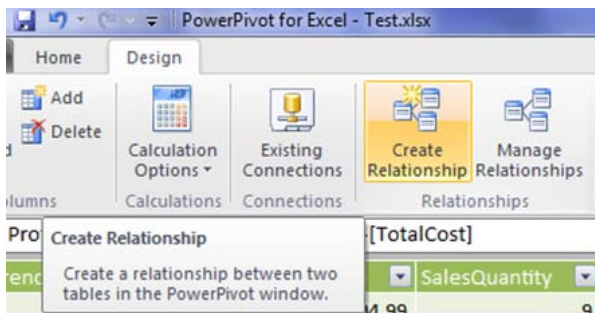 PowerPivot for Excel - Test.xlsx
Home Design
Add
Delete
Calculation Options
Existing Connections
Create Relationship
Manage Relationships
Calculations Connections Relationships
[TotalCost]
Create Relationship
Create a relationship between two
tables in the PowerPivot window.
SalesQuantity
9